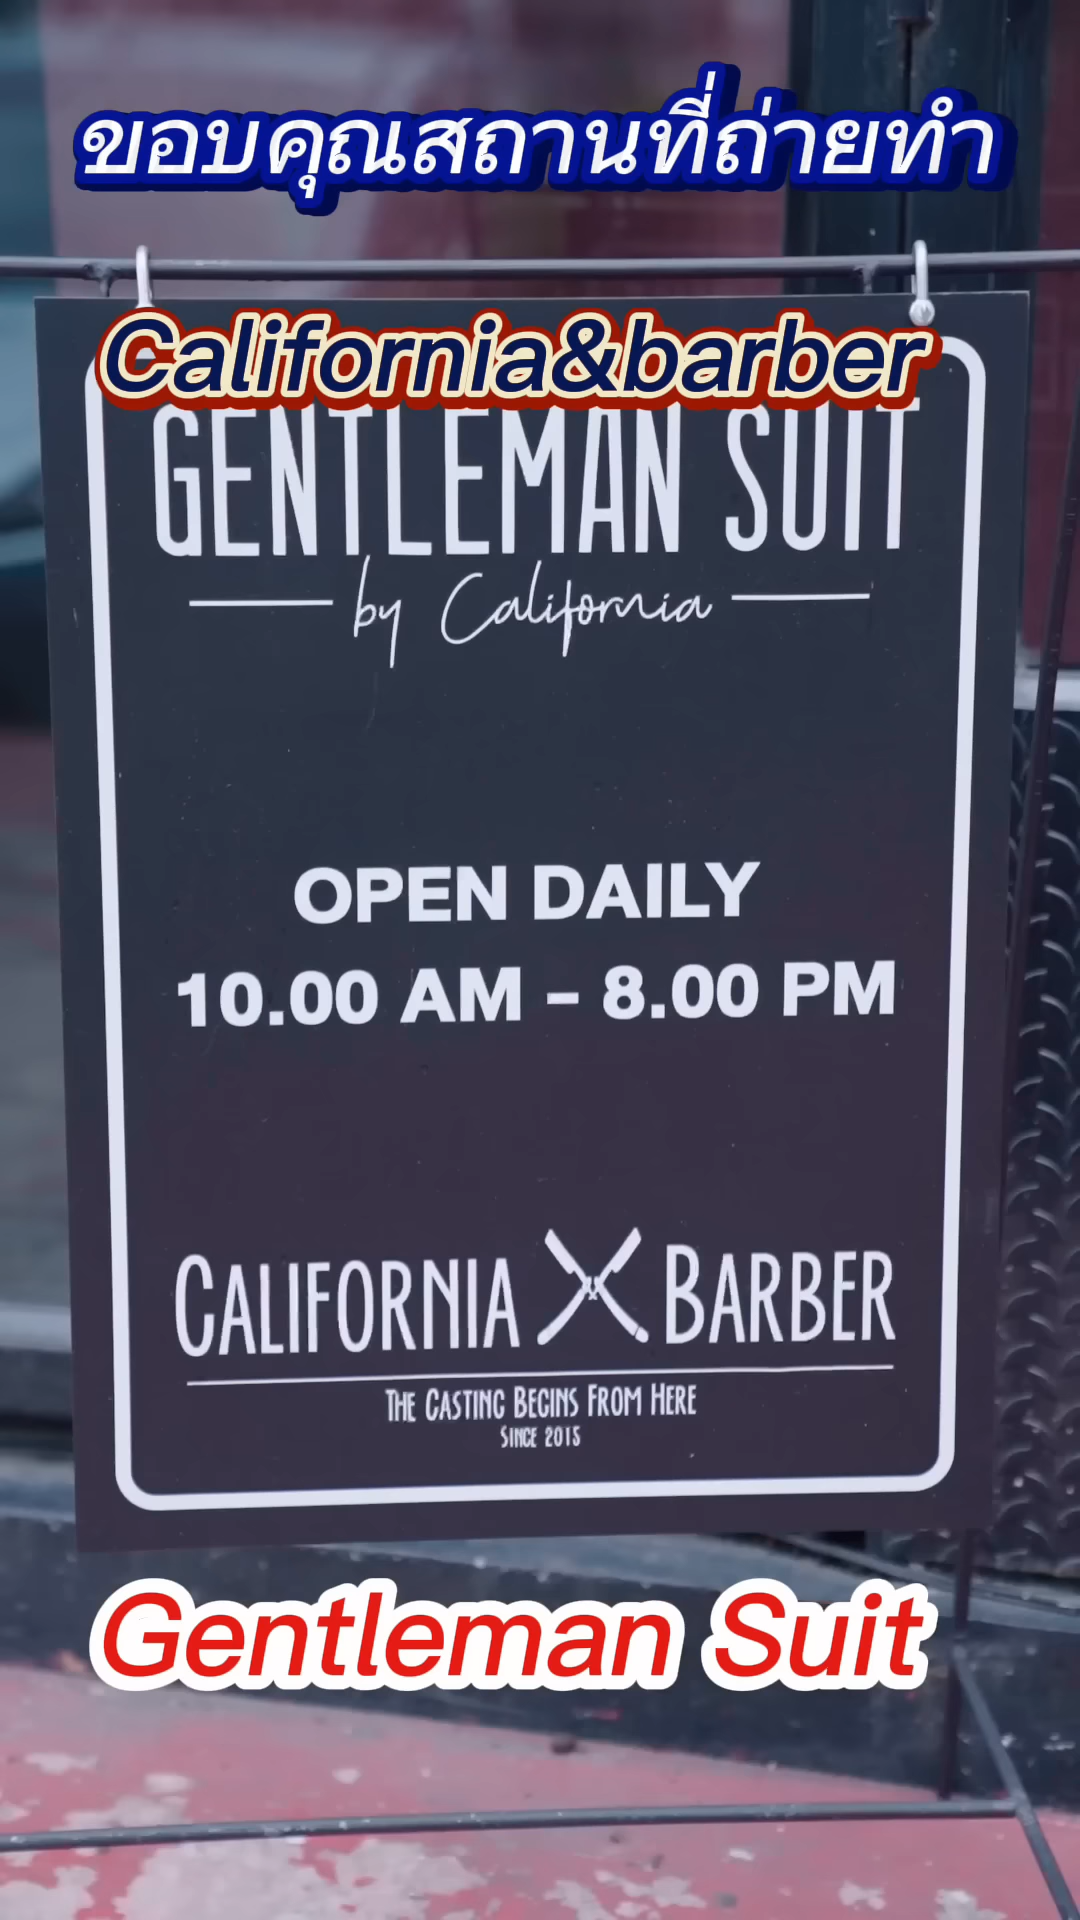 ขอบคุณสถานที่ถ่ายทำ
California&barber
GENTLEMAN SUIT
by California
OPEN DAILY
10.00 AM - 8.00 PM
CALIFORNIA BARBER
THE CASTING BEGINS FROM HERE
SINCE 2015
Gentleman Suit